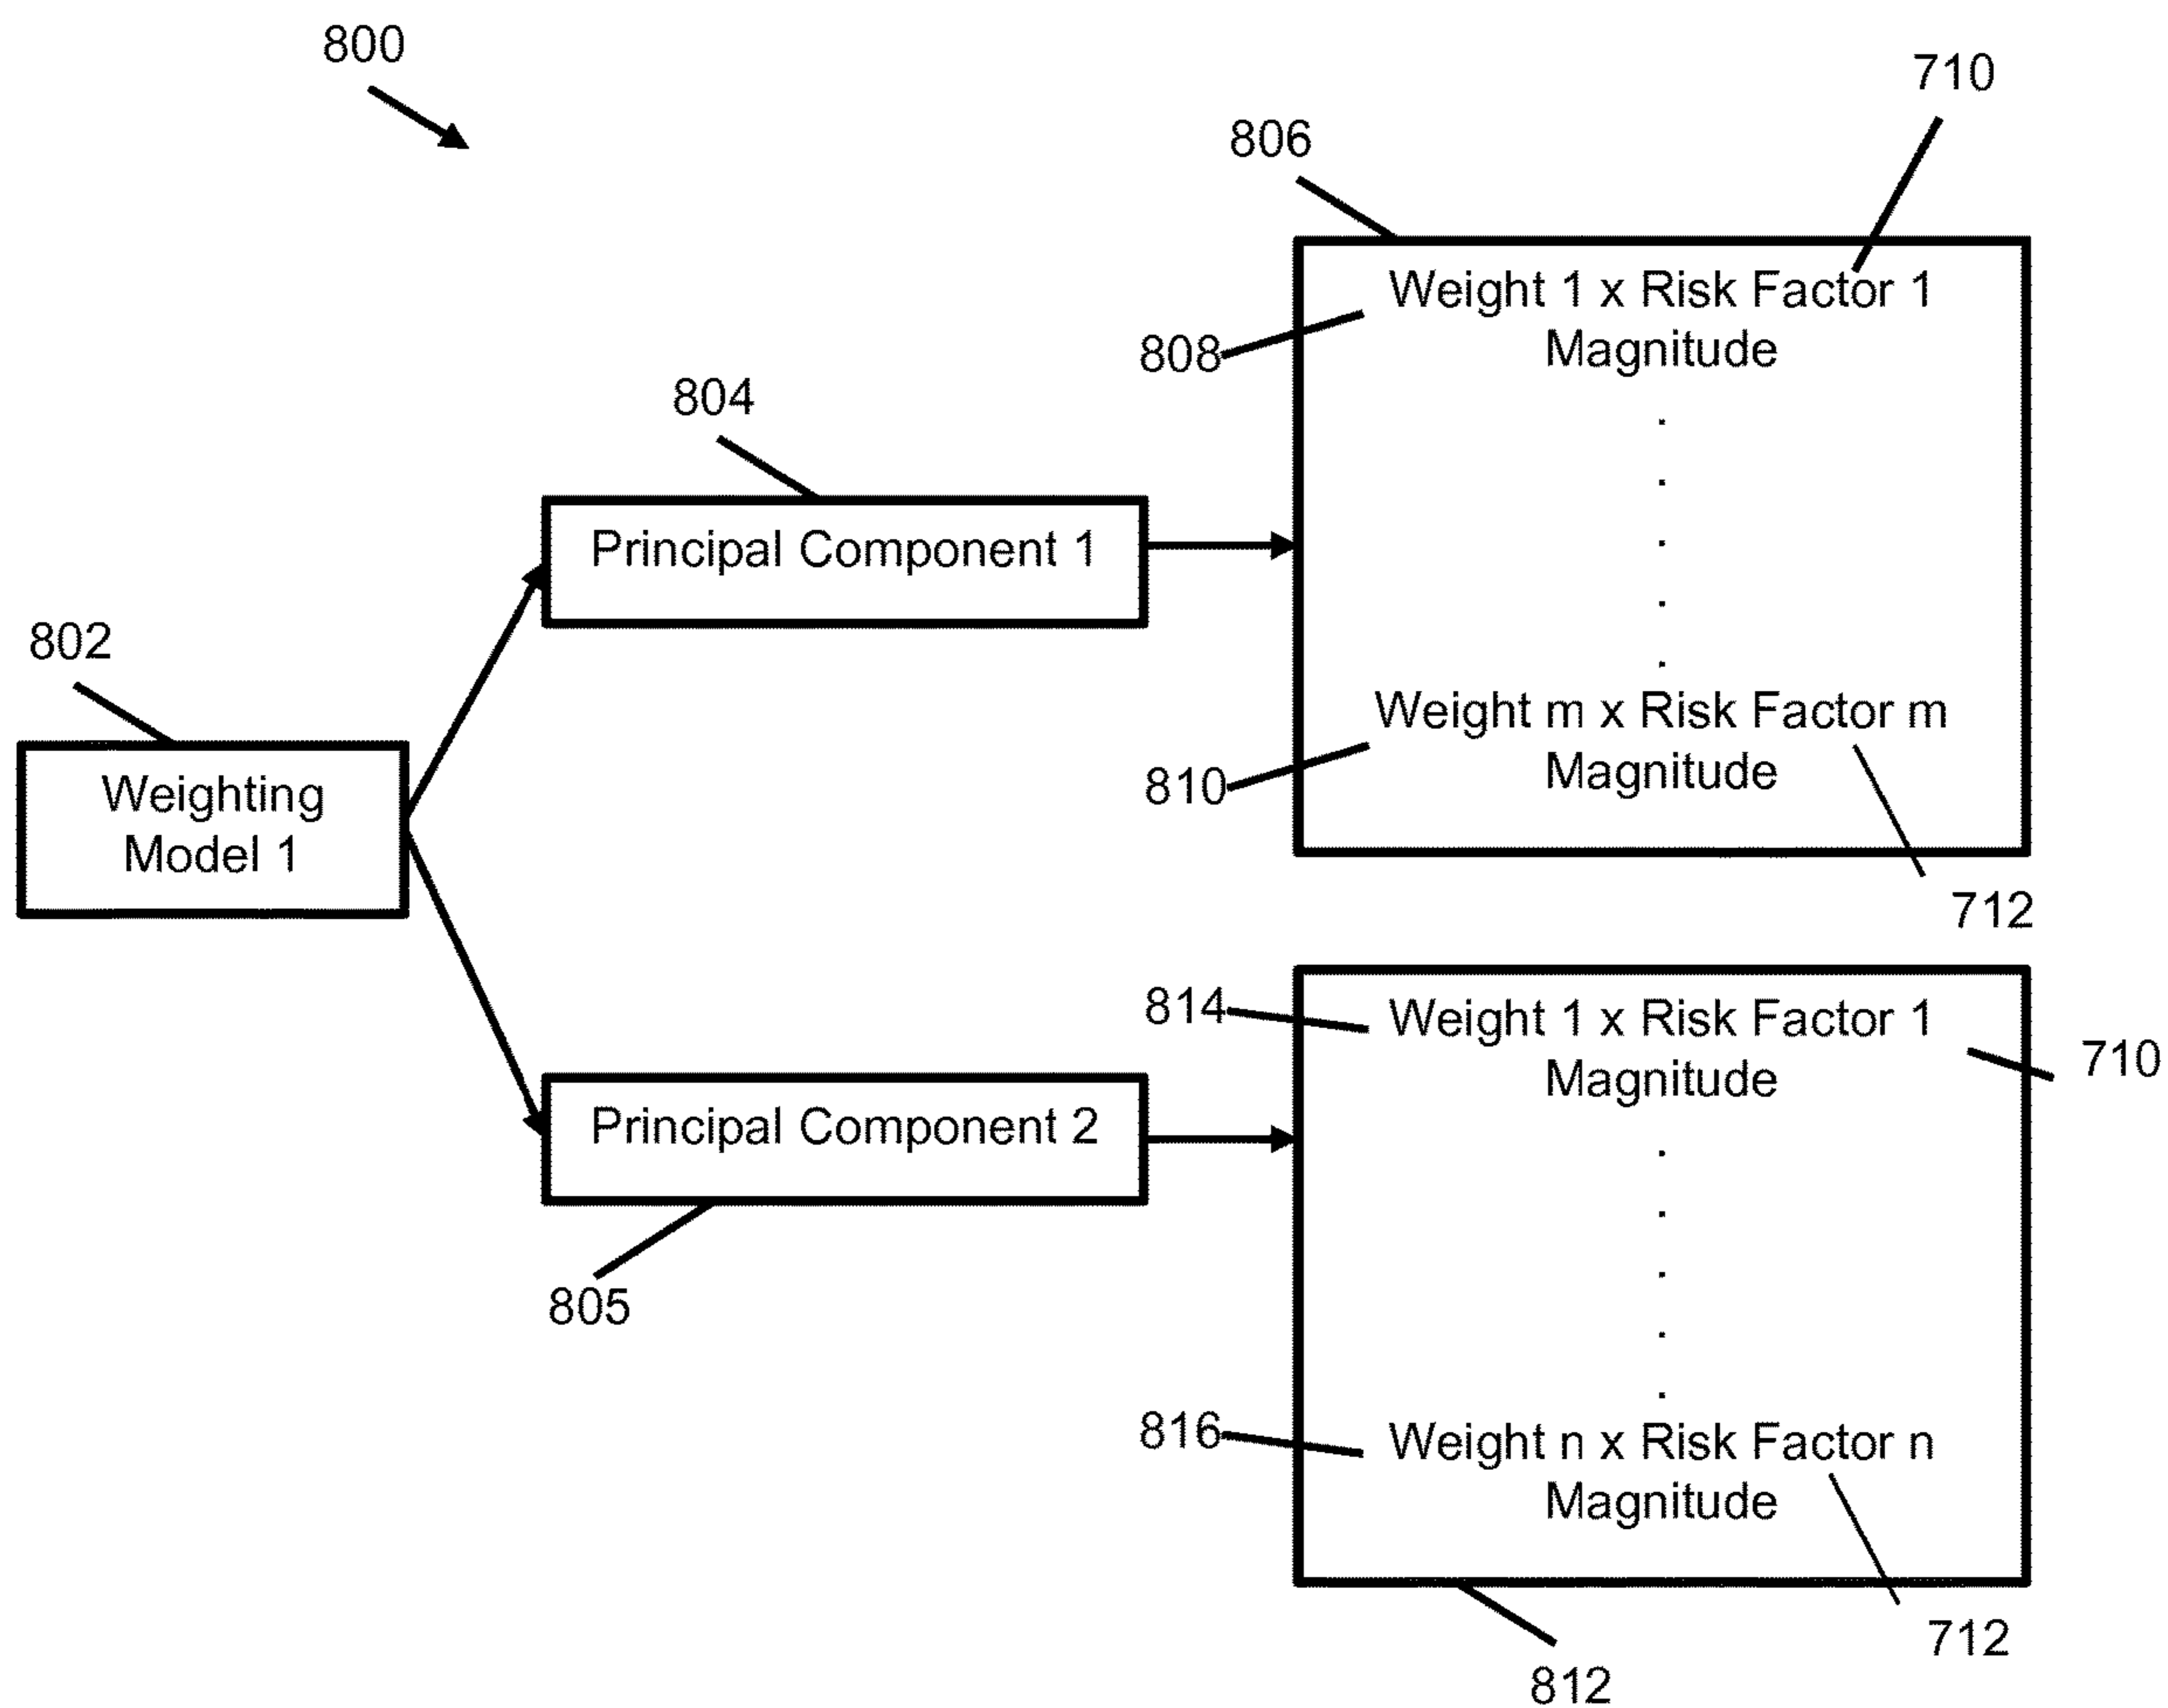 800
710
806
Weight 1 x Risk Factor 1
Magnitude
808
.
.
.
.
.
804
Principal Component 1
802
Weighting
Model 1
Weight m x Risk Factor m
Magnitude
810
712
814
Weight 1 x Risk Factor 1
Magnitude
710
.
.
.
.
.
Principal Component 2
805
816
Weight n x Risk Factor n
Magnitude
712
812